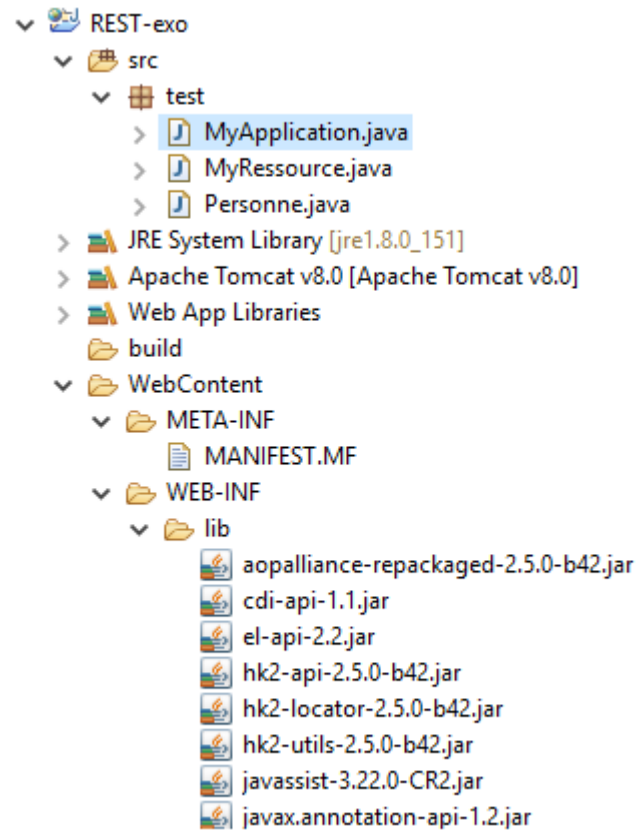 REST-exo
src
test
MyApplication.java
MyRessource.java
Personne.java
JRE System Library [jre1.8.0_151]
Apache Tomcat v8.0 [Apache Tomcat v8.0]
Web App Libraries
build
WebContent
META-INF
MANIFEST.MF
WEB-INF
lib
aopalliance-repackaged-2.5.0-b42.jar
cdi-api-1.1.jar
el-api-2.2.jar
hk2-api-2.5.0-b42.jar
hk2-locator-2.5.0-b42.jar
hk2-utils-2.5.0-b42.jar
javassist-3.22.0-CR2.jar
javax.annotation-api-1.2.jar